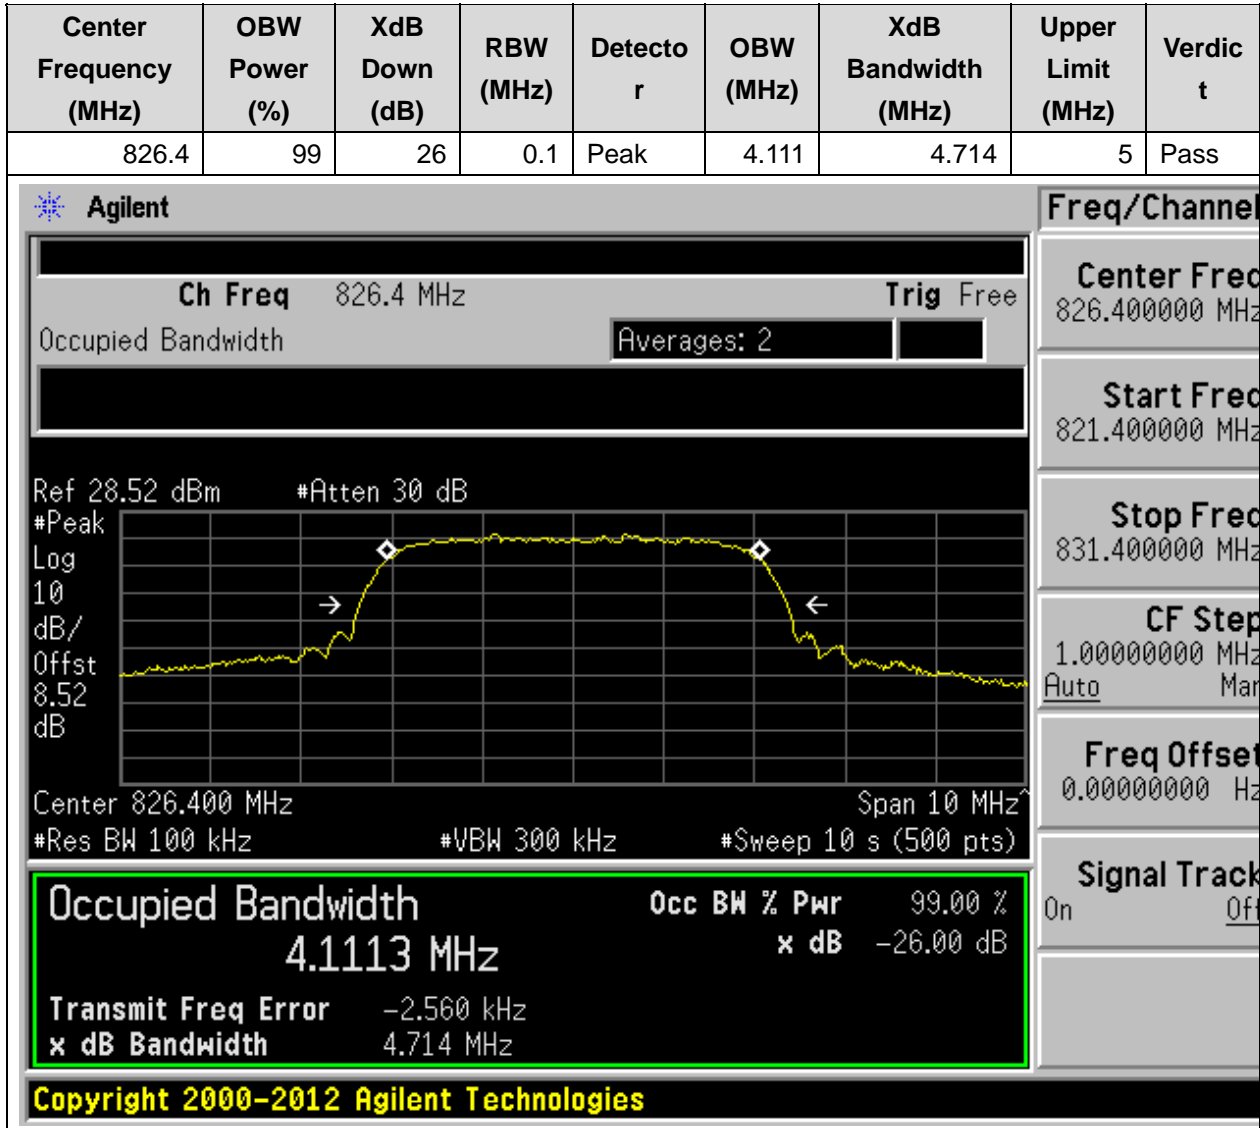 Center Frequency (MHz) OBW Power (%) XdB Down (dB) RBW (MHz) Detector OBW (MHz) XdB Bandwidth (MHz) Upper Limit (MHz) Verdict
826.4 99 26 0.1 Peak 4.111 4.714 5 Pass
Agilent
Freq/Channel
Ch Freq 826.4 MHz Trig Free
Occupied Bandwidth Averages: 2
Center Freq
826.400000 MHz
Start Freq
821.400000 MHz
Stop Freq
831.400000 MHz
CF Step
1.00000000 MHz
Auto Man
Freq Offset
0.00000000 Hz
Signal Track
On Off
Ref 28.52 dBm #Atten 30 dB
#Peak
Log
10
dB/
Offst
8.52
dB
Center 826.400 MHz Span 10 MHz^
#Res BW 100 kHz #VBW 300 kHz #Sweep 10 s (500 pts)
Occupied Bandwidth
4.1113 MHz
Occ BW % Pwr 99.00 %
x dB -26.00 dB
Transmit Freq Error -2.560 kHz
x dB Bandwidth 4.714 MHz
Copyright 2000-2012 Agilent Technologies